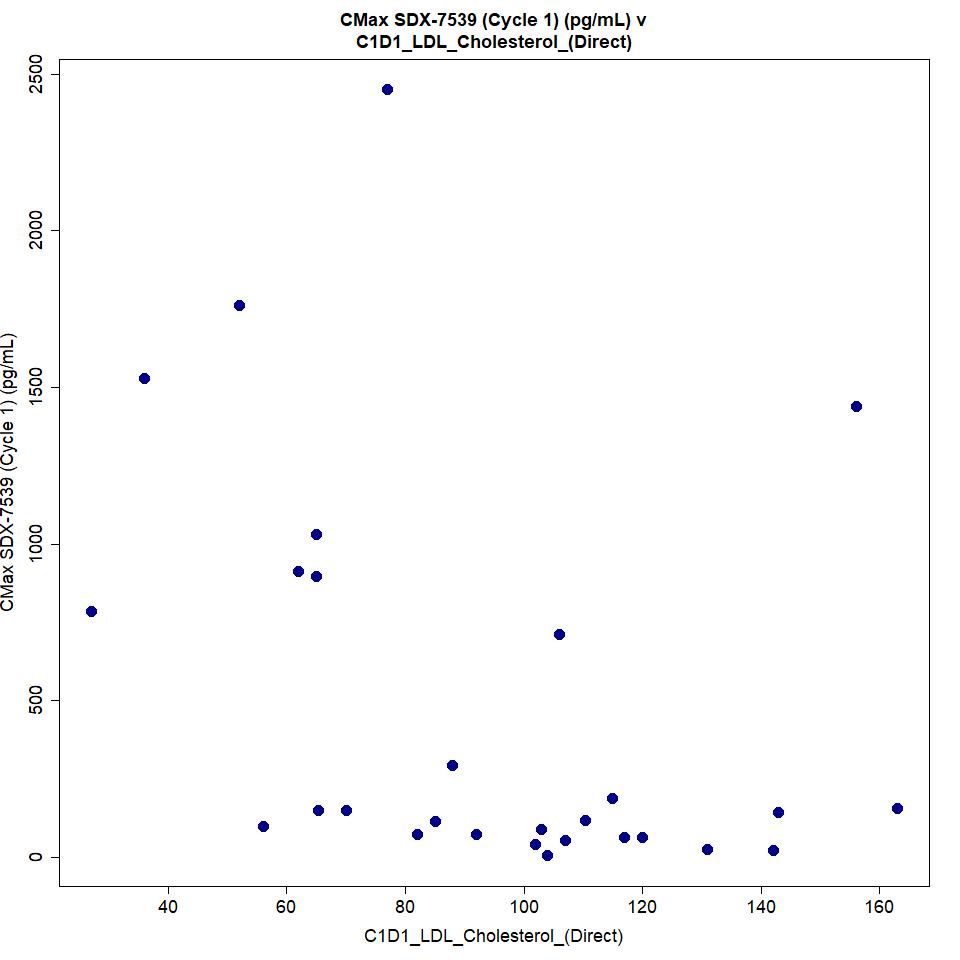 CMax SDX-7539 (Cycle 1) (pg/mL) v
C1D1_LDL_Cholesterol_(Direct)
2500
2000
1500
1000
500
0
CMax SDX-7539 (Cycle 1) (pg/mL)
40 60 80 100 120 140 160
C1D1_LDL_Cholesterol_(Direct)